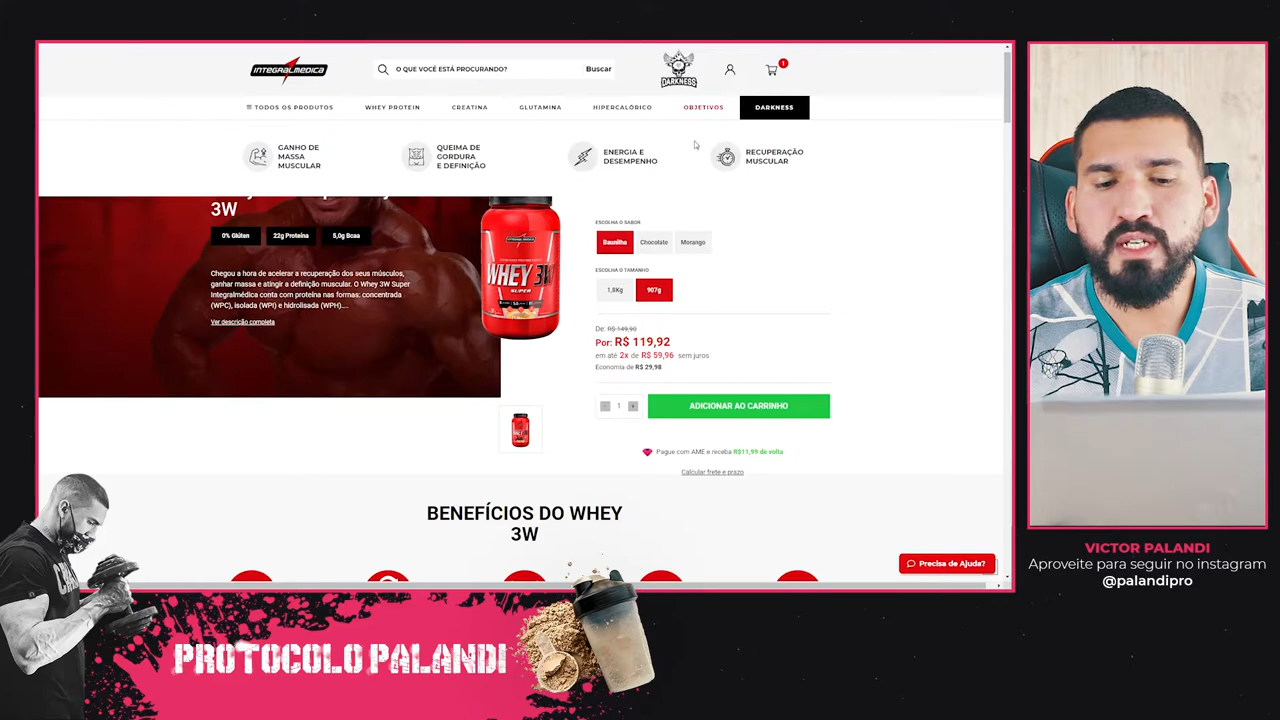 INTEGRALMEDICA
O QUE VOCÊ ESTÁ PROCURANDO?
Buscar
DARKNESS
1
TODOS OS PRODUTOS
WHEY PROTEIN
CREATINA
GLUTAMINA
HIPERCALÓRICO
OBJETIVOS
DARKNESS
GANHO DE
MASSA
MUSCULAR
QUEIMA DE
GORDURA
E DEFINIÇÃO
ENERGIA E
DESEMPENHO
RECUPERAÇÃO
MUSCULAR
3W
0% Glúten
22g Proteína
5,0g Bcaa
Chegou a hora de acelerar a recuperação dos seus músculos,
ganhar massa e atingir a definição muscular. O Whey 3W Super
Integralmédica conta com proteína nas formas: concentrada
(WPC), isolada (WPI) e hidrolisada (WPH)....
Ver descrição completa
WHEY 3W
SUPER
ESCOLHA O SABOR
Baunilha
Chocolate
Morango
ESCOLHA O TAMANHO
1,8Kg
907g
De: R$ 149,90
Por: R$ 119,92
em até 2x de R$ 59,96 sem juros
Economia de R$ 29,98
- 1 +
ADICIONAR AO CARRINHO
Pague com AME e receba R$11,99 de volta
Calcular frete e prazo
BENEFÍCIOS DO WHEY
3W
Precisa de Ajuda?
VICTOR PALANDI
Aproveite para seguir no instagram
@palandipro
PROTOCOLO PALANDI